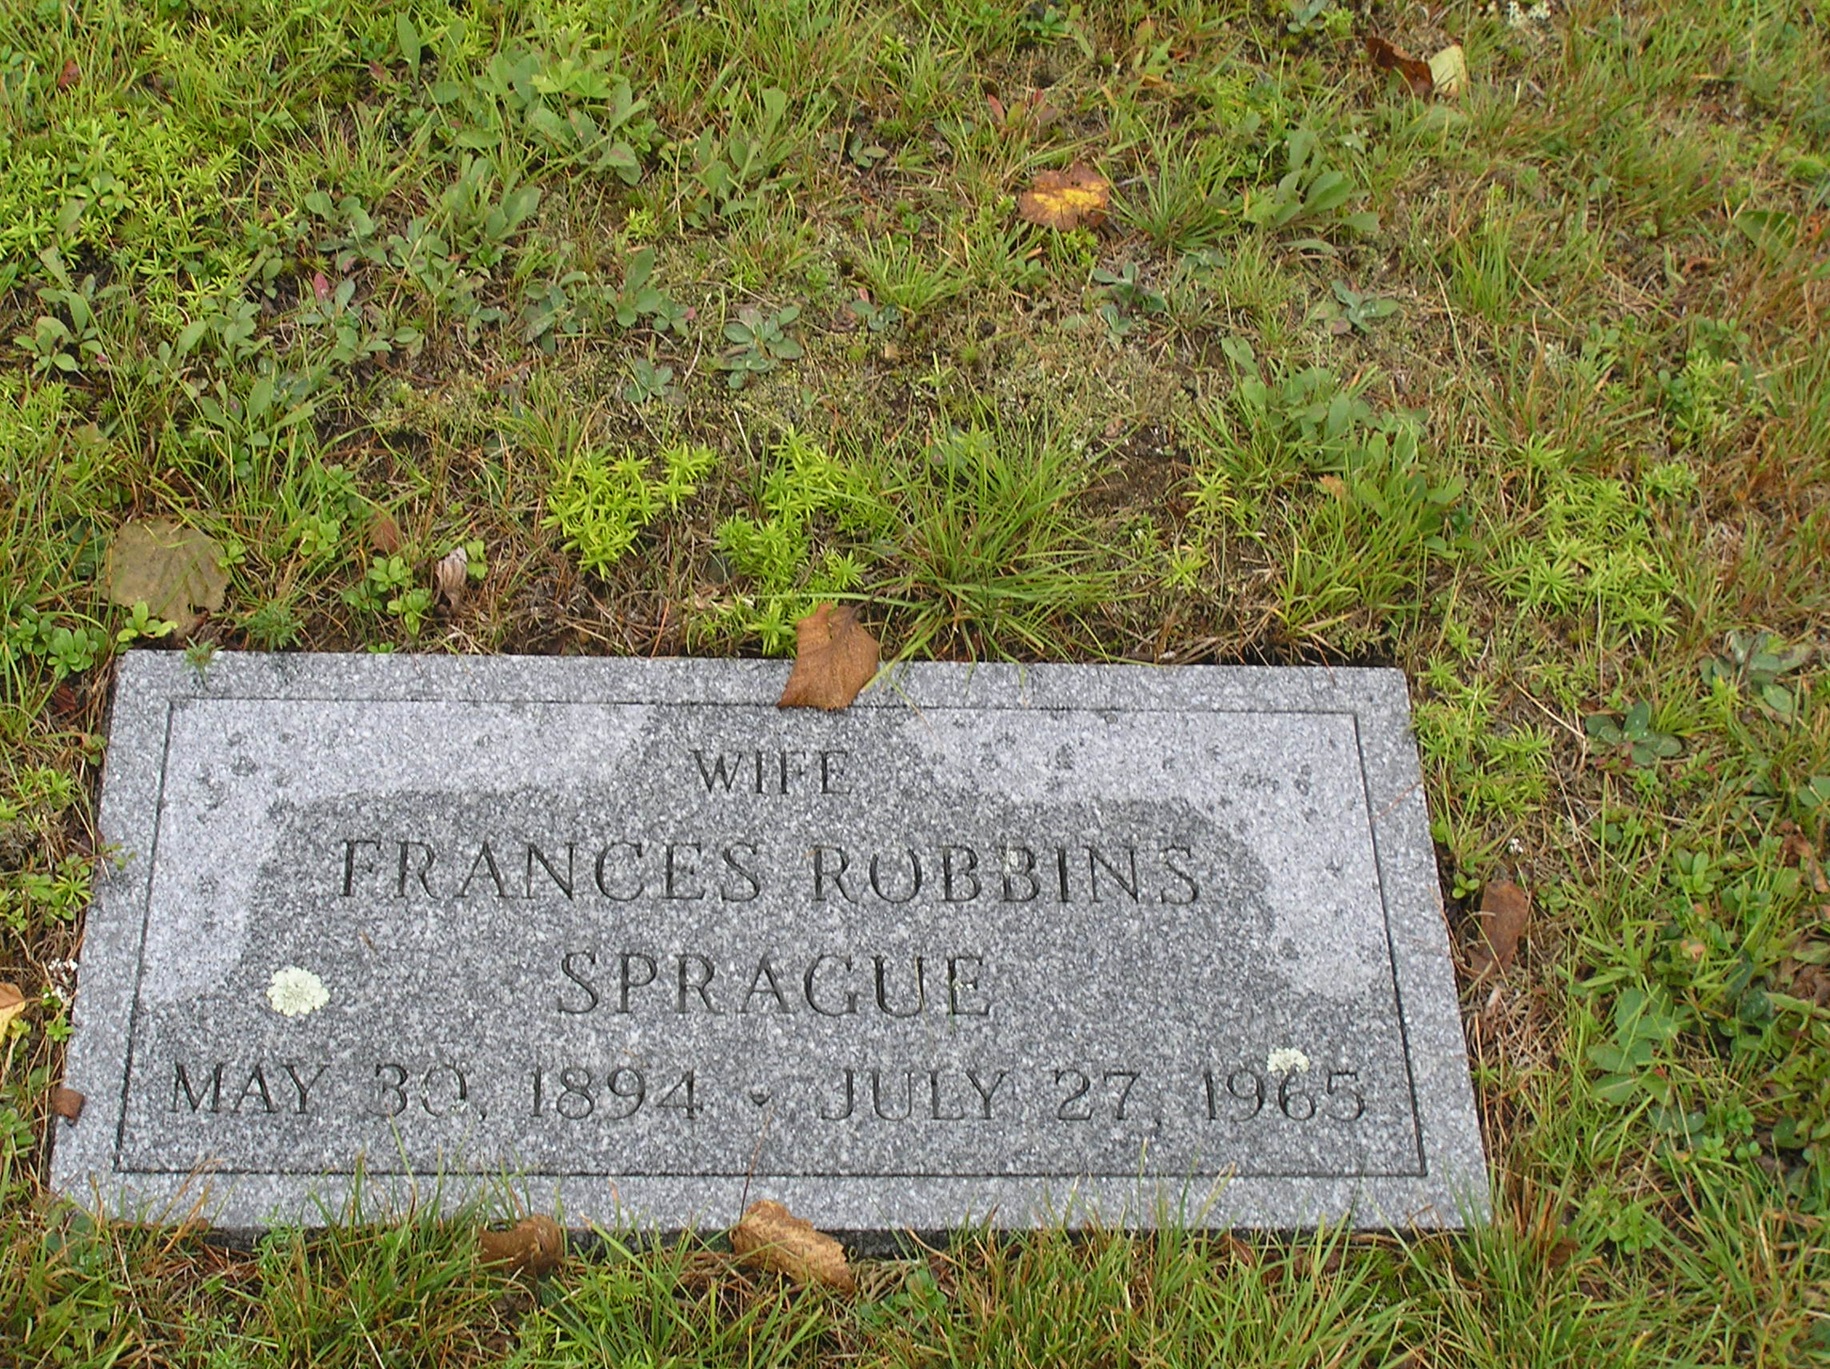 WIFE
FRANCES ROBBINS
SPRAGUE
MAY 30, 1894 · JULY 27, 1965